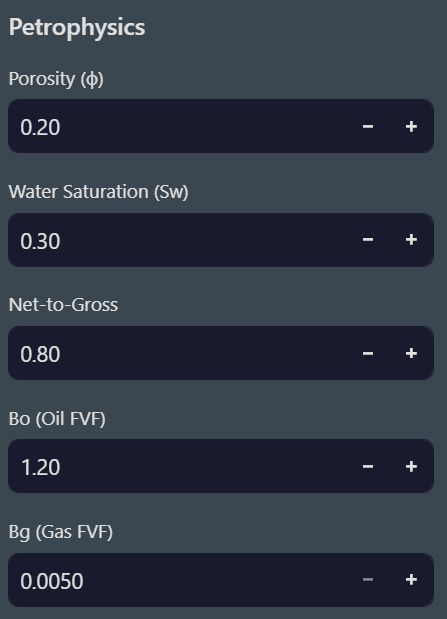 Petrophysics
Porosity (ϕ)
0.20 − +
Water Saturation (Sw)
0.30 − +
Net-to-Gross
0.80 − +
Bo (Oil FVF)
1.20 − +
Bg (Gas FVF)
0.0050 − +